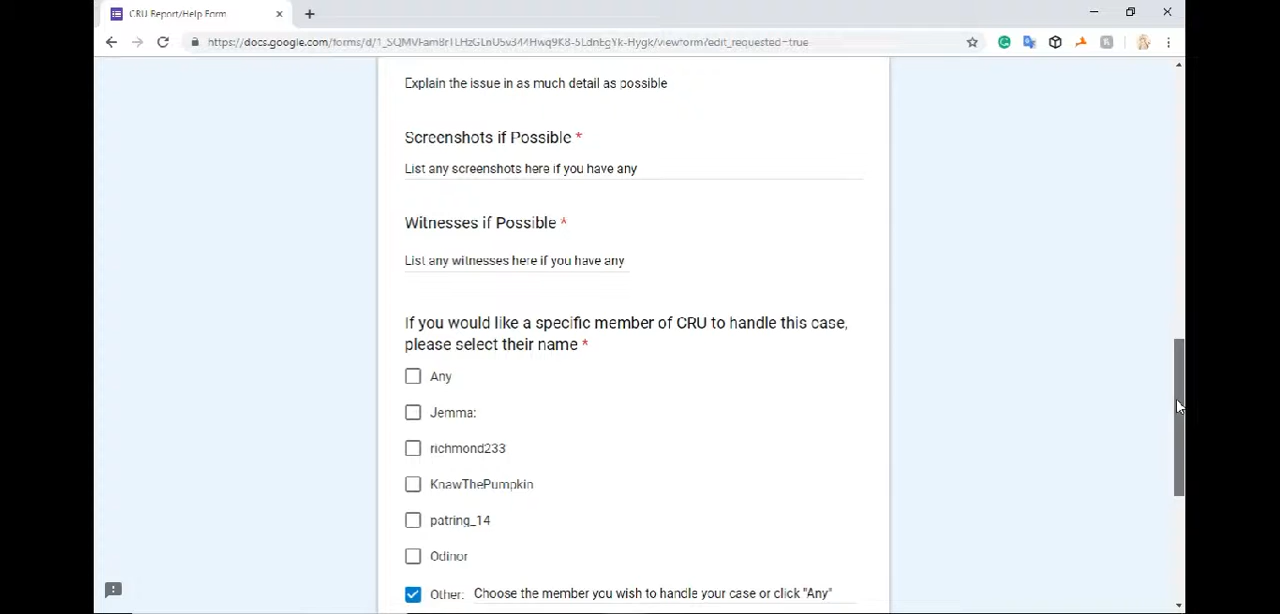 CRU Report/Help Form
Explain the issue in as much detail as possible
Screenshots if Possible *
List any screenshots here if you have any
Witnesses if Possible *
List any witnesses here if you have any
If you would like a specific member of CRU to handle this case,
please select their name *
Any
Jemma:
richmond233
KnawThePumpkin
patring_14
Odinor
Other: Choose the member you wish to handle your case or click "Any"